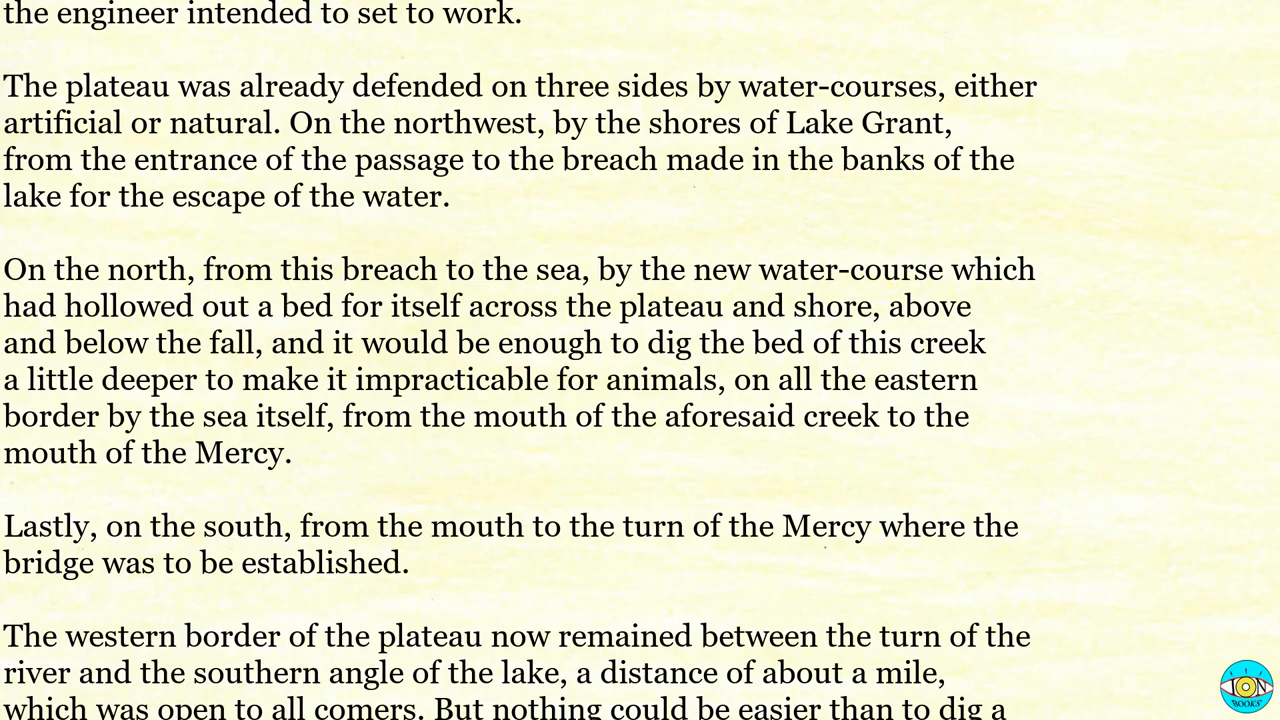 the engineer intended to set to work.
The plateau was already defended on three sides by water-courses, either
artificial or natural. On the northwest, by the shores of Lake Grant,
from the entrance of the passage to the breach made in the banks of the
lake for the escape of the water.
On the north, from this breach to the sea, by the new water-course which
had hollowed out a bed for itself across the plateau and shore, above
and below the fall, and it would be enough to dig the bed of this creek
a little deeper to make it impracticable for animals, on all the eastern
border by the sea itself, from the mouth of the aforesaid creek to the
mouth of the Mercy.
Lastly, on the south, from the mouth to the turn of the Mercy where the
bridge was to be established.
The western border of the plateau now remained between the turn of the
river and the southern angle of the lake, a distance of about a mile,
which was open to all comers. But nothing could be easier than to dig a
ION
BOOKS